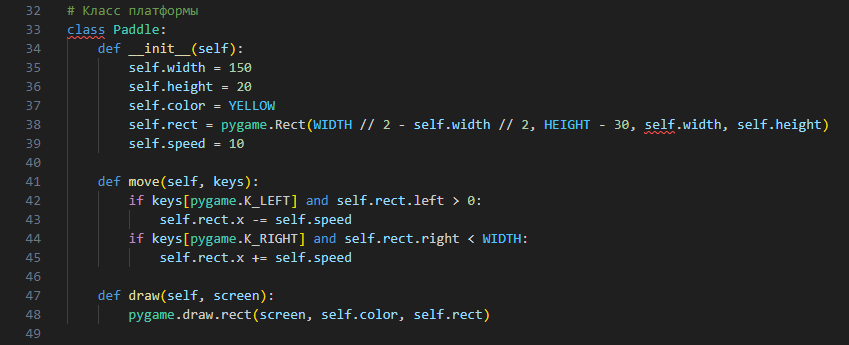 32 # Класс платформы
33 class Paddle:
34 def __init__(self):
35 self.width = 150
36 self.height = 20
37 self.color = YELLOW
38 self.rect = pygame.Rect(WIDTH // 2 - self.width // 2, HEIGHT - 30, self.width, self.height)
39 self.speed = 10
40
41 def move(self, keys):
42 if keys[pygame.K_LEFT] and self.rect.left > 0:
43 self.rect.x -= self.speed
44 if keys[pygame.K_RIGHT] and self.rect.right < WIDTH:
45 self.rect.x += self.speed
46
47 def draw(self, screen):
48 pygame.draw.rect(screen, self.color, self.rect)
49